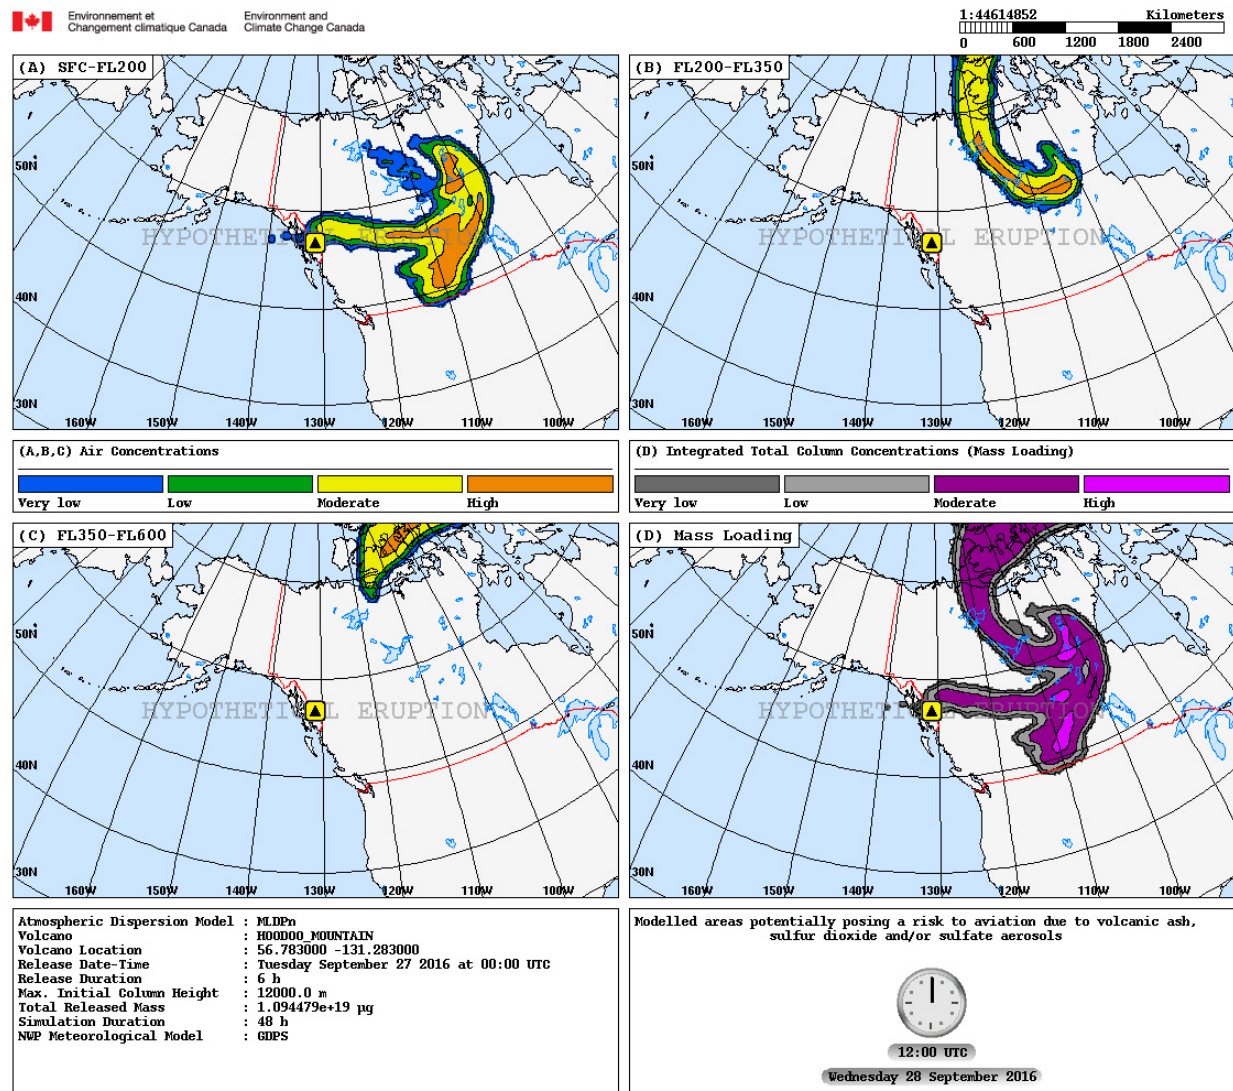 Environnement et Changement climatique Canada
Environment and Climate Change Canada
1:44614852 Kilometers
0 600 1200 1800 2400
(A) SFC-FL200
50N
40N
30N
160W 150W 140W 130W 120W 110W 100W
HYPOTHETICAL ERUPTION
(B) FL200-FL350
50N
40N
30N
160W 150W 140W 130W 120W 110W 100W
HYPOTHETICAL ERUPTION
(A,B,C) Air Concentrations
Very low Low Moderate High
(D) Integrated Total Column Concentrations (Mass Loading)
Very low Low Moderate High
(C) FL350-FL600
50N
40N
30N
160W 150W 140W 130W 120W 110W 100W
HYPOTHETICAL ERUPTION
(D) Mass Loading
50N
40N
30N
160W 150W 140W 130W 120W 110W 100W
HYPOTHETICAL ERUPTION
Atmospheric Dispersion Model : MLDPn
Volcano : HOODOO_MOUNTAIN
Volcano Location : 56.783000 -131.283000
Release Date-Time : Tuesday September 27 2016 at 00:00 UTC
Release Duration : 6 h
Max. Initial Column Height : 12000.0 m
Total Released Mass : 1.094479e+19 µg
Simulation Duration : 48 h
NWP Meteorological Model : GDPS
Modelled areas potentially posing a risk to aviation due to volcanic ash,
sulfur dioxide and/or sulfate aerosols
12:00 UTC
Wednesday 28 September 2016